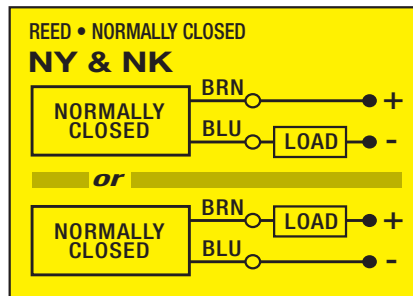 REED • NORMALLY CLOSED
NY & NK
NORMALLY
CLOSED
BRN
+
BLU
LOAD
-
or
NORMALLY
CLOSED
BRN
LOAD
+
BLU
-